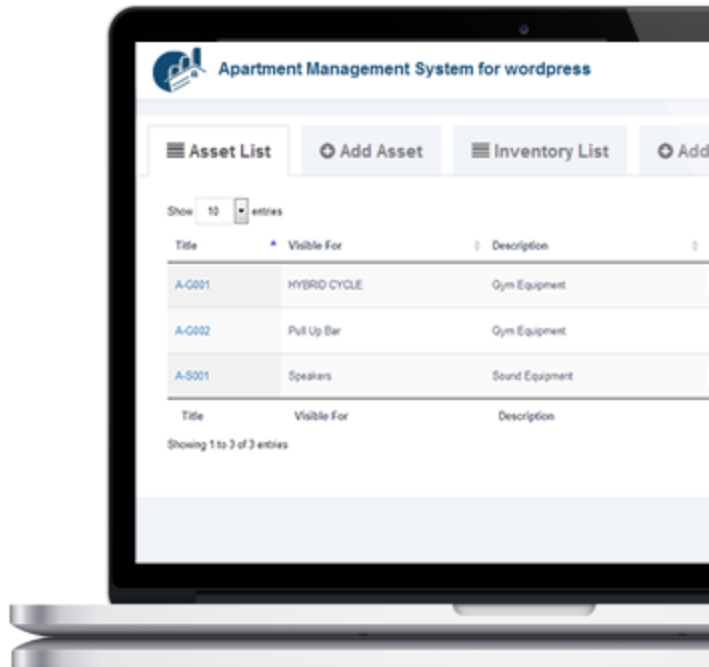 Apartment Management System for wordpress
Asset List Add Asset Inventory List Add
Show 10 entries
Title Visible For Description
A-G001 HYBRID CYCLE Gym Equipment
A-G002 Pull Up Bar Gym Equipment
A-S001 Speakers Sound Equipment
Title Visible For Description
Showing 1 to 3 of 3 entries